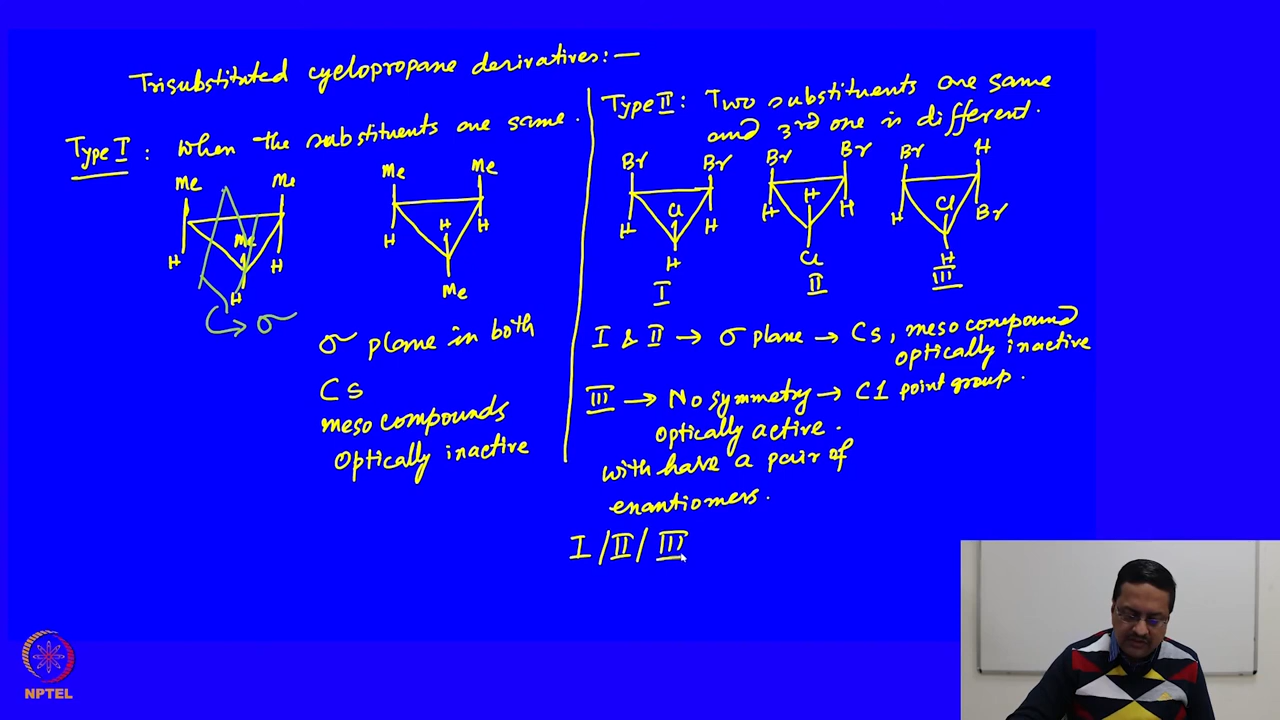 Trisubstituted cyclopropane derivatives:—
Type I : When the substituents are same.
Me Me Me Me
H Me H H H H
H Me
σ
σ plane in both
Cs
meso compounds
Optically inactive
Type II : Two substituents are same
and 3rd one is different.
Br Br Br Br Br H
H Cl H H H H H Cl Br
H Cl H
I II III
I & II → σ plane → Cs, meso compound
optically inactive
III → No symmetry → C1 point group.
optically active.
with have a pair of
enantiomers.
I / II / III
NPTEL